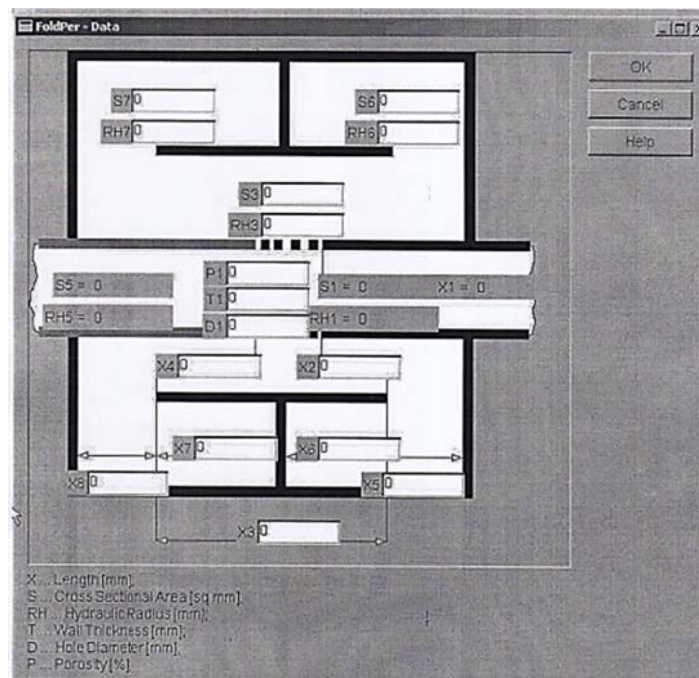 FoldPer - Data
OK
Cancel
Help
S7 0
S6 0
RH7 0
RH6 0
S3 0
RH3 0
P1 0
S5 = 0
S1 = 0 X1 = 0
T1 0
RH5 = 0
D1 0
RH1 = 0
X4 0
X2 0
X7 0
X6 0
X8 0
X5 0
X3 0
X ... Length [mm],
S ... Cross Sectional Area [sq mm],
RH ... Hydraulic Radius [mm],
T ... Wall Thickness [mm],
D ... Hole Diameter [mm],
P ... Porosity [%]